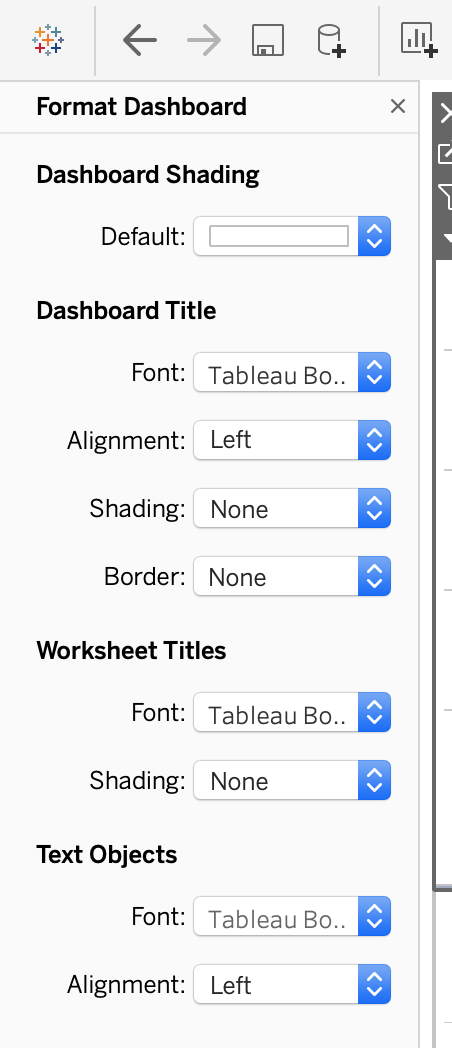 Format Dashboard
Dashboard Shading
Default:
Dashboard Title
Font: Tableau Bo..
Alignment: Left
Shading: None
Border: None
Worksheet Titles
Font: Tableau Bo..
Shading: None
Text Objects
Font: Tableau Bo..
Alignment: Left